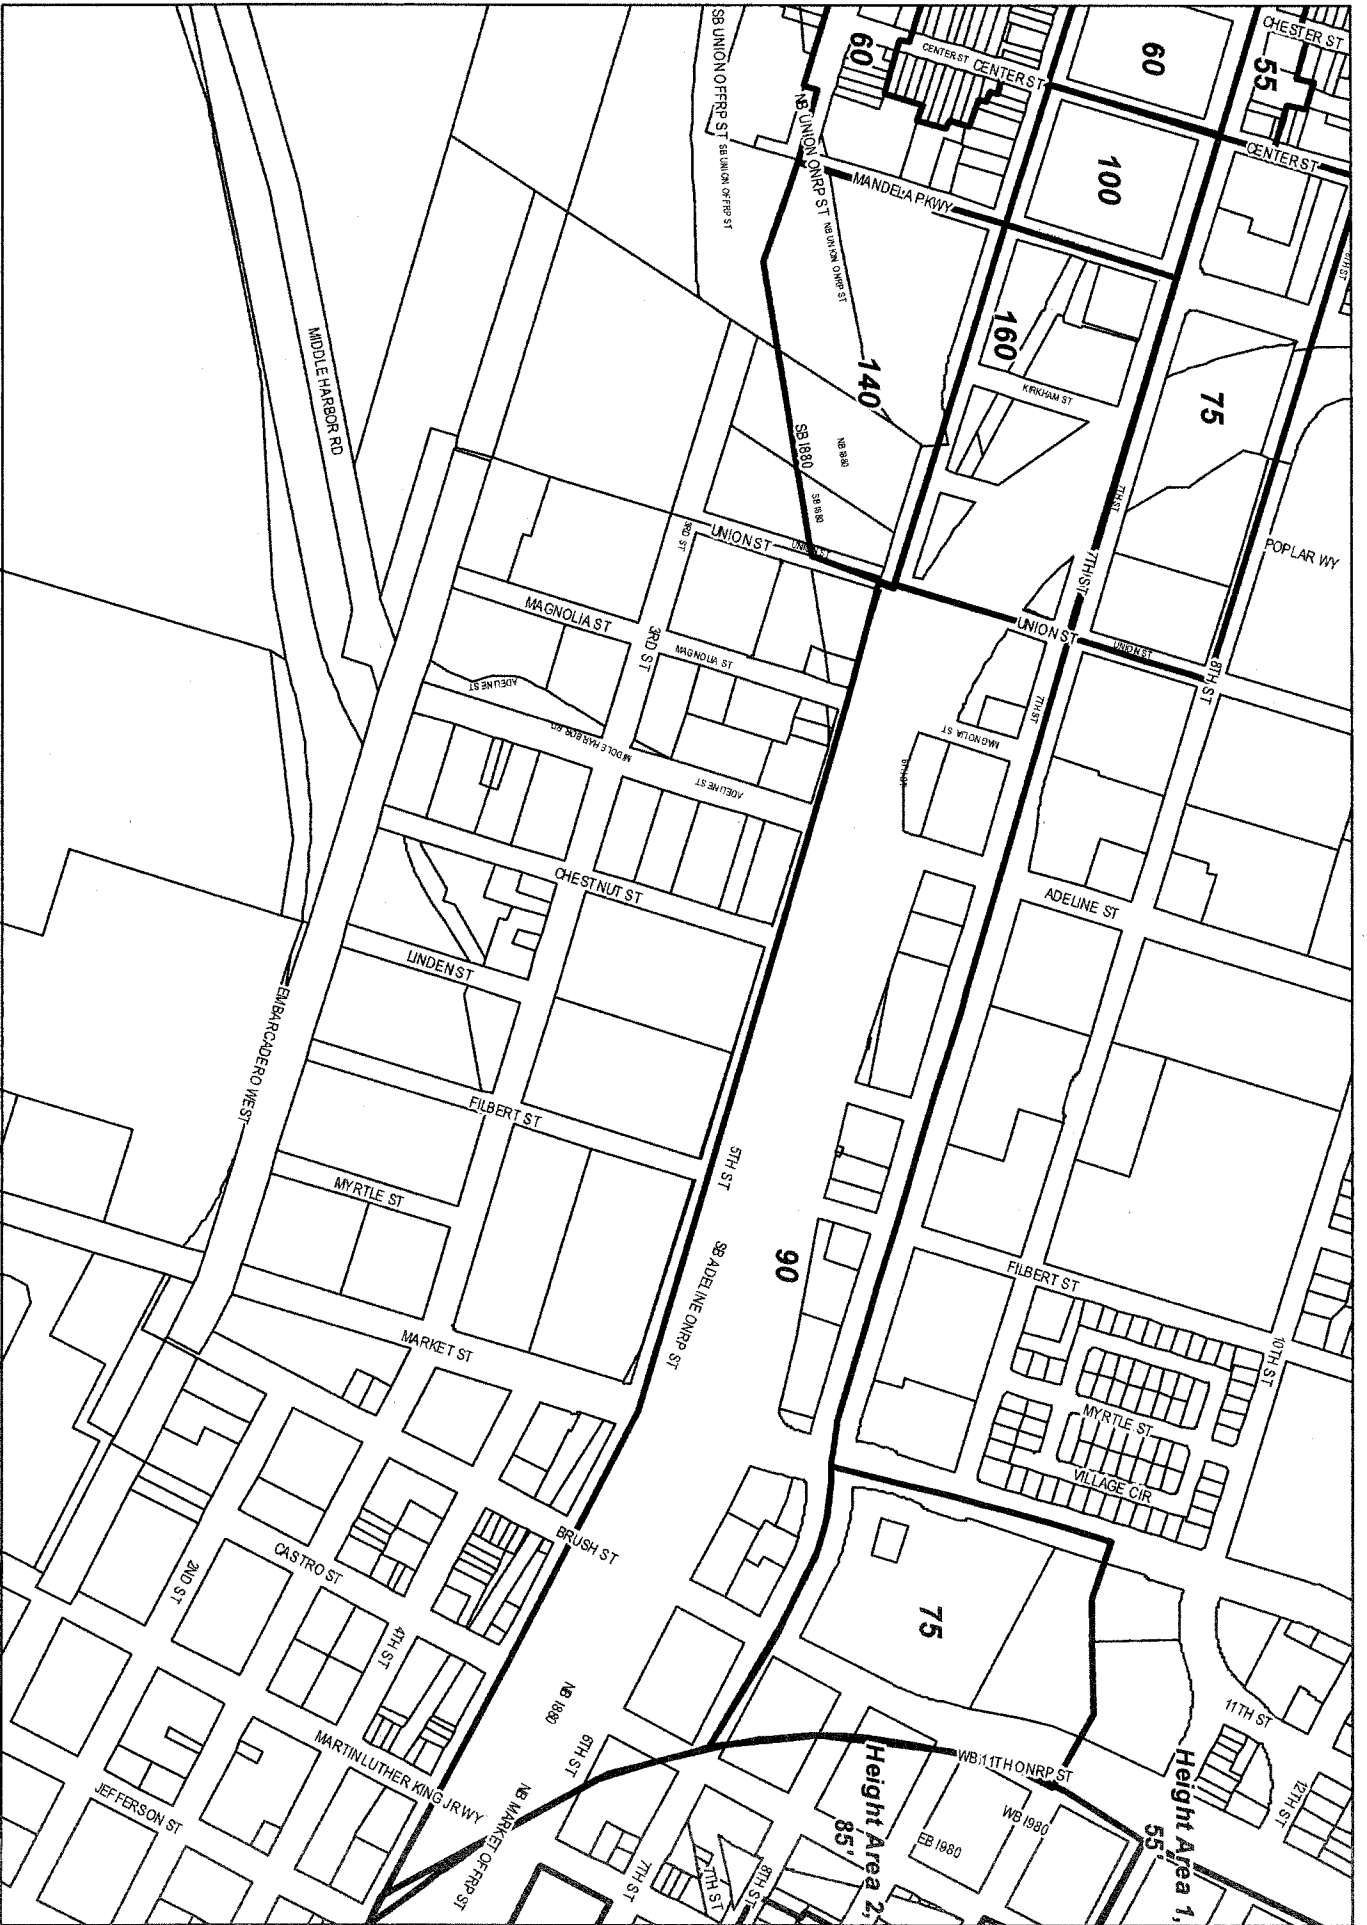 CHESTER ST
55
60
CENTER ST
CENTER ST
60
SB UNION OFFRP ST
SB UNION OFFRP ST
NB UNION ONRP ST
NB UNION ONRP ST
CENTER ST
100
MANDELA PKWY
160
KIRKHAM ST
75
140
NB I880
SB I880
SB I880
7TH ST
7TH ST
POPLAR WY
MIDDLE HARBOR RD
UNION ST
UNION ST
3RD ST
UNION ST
UNION ST
8TH ST
MAGNOLIA ST
3RD ST
MAGNOLIA ST
7TH ST
MAGNOLIA ST
6TH ST
ADELINE ST
MIDDLE HARBOR RD
ADELINE ST
CHESTNUT ST
ADELINE ST
LINDEN ST
EMBARCADERO WEST
FILBERT ST
5TH ST
MYRTLE ST
SB ADELINE ONRP ST
90
FILBERT ST
10TH ST
MARKET ST
MYRTLE ST
VILLAGE CIR
BRUSH ST
CASTRO ST
2ND ST
4TH ST
75
11TH ST
12TH ST
NB I880
6TH ST
MARTIN LUTHER KING JR WY
NB MARKET OFFRP ST
JEFFERSON ST
WB 11TH ONRP ST
WB I980
EB I980
Height Area 1,
55'
Height Area 2,
85'
7TH ST
7TH ST
8TH ST